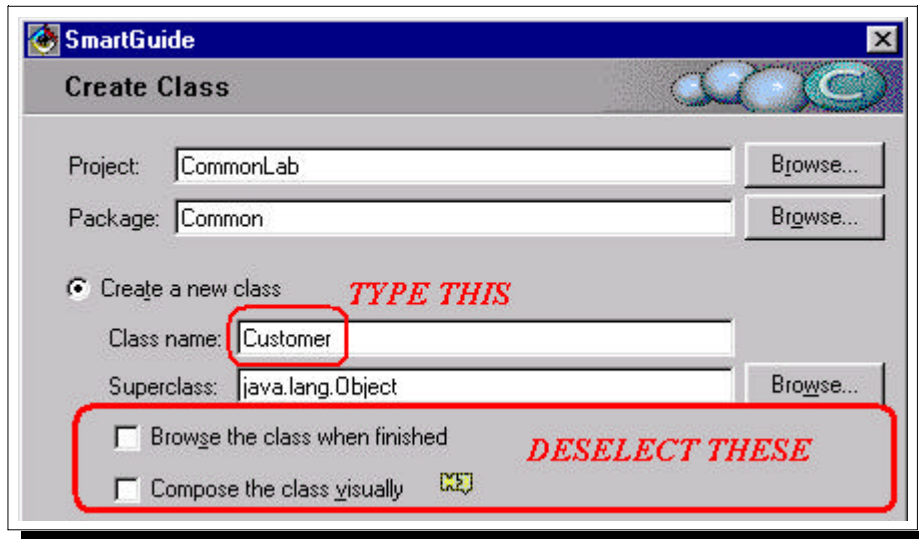 SmartGuide
Create Class
Project: CommonLab Browse...
Package: Common Browse...
Create a new class TYPE THIS
Class name: Customer
Superclass: java.lang.Object Browse...
Browse the class when finished
DESELECT THESE
Compose the class visually